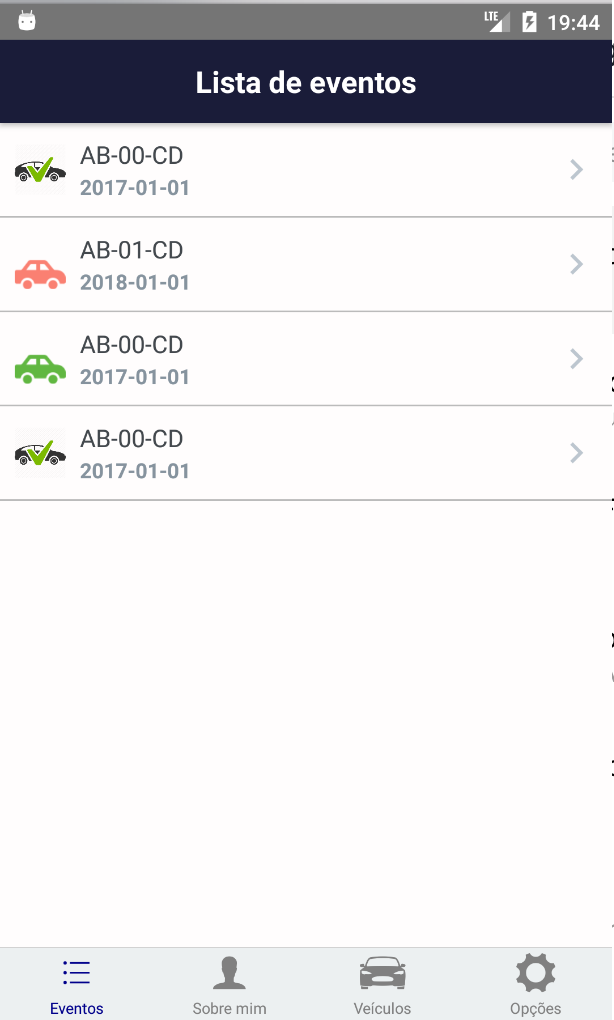 LTE 19:44
Lista de eventos
AB-00-CD
2017-01-01
AB-01-CD
2018-01-01
AB-00-CD
2017-01-01
AB-00-CD
2017-01-01
Eventos Sobre mim Veículos Opções